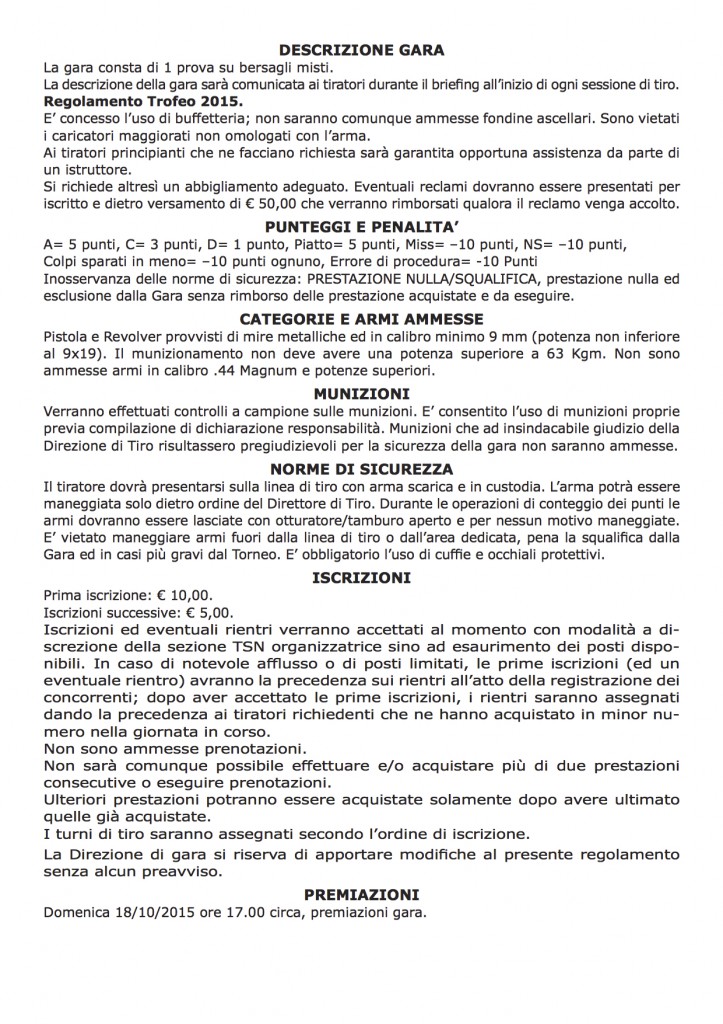 DESCRIZIONE GARA
La gara consta di 1 prova su bersagli misti.
La descrizione della gara sarà comunicata ai tiratori durante il briefing all'inizio di ogni sessione di tiro.
Regolamento Trofeo 2015.
E' concesso l'uso di buffetteria; non saranno comunque ammesse fondine ascellari. Sono vietati
i caricatori maggiorati non omologati con l'arma.
Ai tiratori principianti che ne facciano richiesta sarà garantita opportuna assistenza da parte di
un istruttore.
Si richiede altresì un abbigliamento adeguato. Eventuali reclami dovranno essere presentati per
iscritto e dietro versamento di € 50,00 che verranno rimborsati qualora il reclamo venga accolto.
PUNTEGGI E PENALITA'
A= 5 punti, C= 3 punti, D= 1 punto, Piatto= 5 punti, Miss= –10 punti, NS= –10 punti,
Colpi sparati in meno= –10 punti ognuno, Errore di procedura= -10 Punti
Inosservanza delle norme di sicurezza: PRESTAZIONE NULLA/SQUALIFICA, prestazione nulla ed
esclusione dalla Gara senza rimborso delle prestazione acquistate e da eseguire.
CATEGORIE E ARMI AMMESSE
Pistola e Revolver provvisti di mire metalliche ed in calibro minimo 9 mm (potenza non inferiore
al 9x19). Il munizionamento non deve avere una potenza superiore a 63 Kgm. Non sono
ammesse armi in calibro .44 Magnum e potenze superiori.
MUNIZIONI
Verranno effettuati controlli a campione sulle munizioni. E' consentito l'uso di munizioni proprie
previa compilazione di dichiarazione responsabilità. Munizioni che ad insindacabile giudizio della
Direzione di Tiro risultassero pregiudizievoli per la sicurezza della gara non saranno ammesse.
NORME DI SICUREZZA
Il tiratore dovrà presentarsi sulla linea di tiro con arma scarica e in custodia. L'arma potrà essere
maneggiata solo dietro ordine del Direttore di Tiro. Durante le operazioni di conteggio dei punti le
armi dovranno essere lasciate con otturatore/tamburo aperto e per nessun motivo maneggiate.
E' vietato maneggiare armi fuori dalla linea di tiro o dall'area dedicata, pena la squalifica dalla
Gara ed in casi più gravi dal Torneo. E' obbligatorio l'uso di cuffie e occhiali protettivi.
ISCRIZIONI
Prima iscrizione: € 10,00.
Iscrizioni successive: € 5,00.
Iscrizioni ed eventuali rientri verranno accettati al momento con modalità a di-
screzione della sezione TSN organizzatrice sino ad esaurimento dei posti dispo-
nibili. In caso di notevole afflusso o di posti limitati, le prime iscrizioni (ed un
eventuale rientro) avranno la precedenza sui rientri all'atto della registrazione dei
concorrenti; dopo aver accettato le prime iscrizioni, i rientri saranno assegnati
dando la precedenza ai tiratori richiedenti che ne hanno acquistato in minor nu-
mero nella giornata in corso.
Non sono ammesse prenotazioni.
Non sarà comunque possibile effettuare e/o acquistare più di due prestazioni
consecutive o eseguire prenotazioni.
Ulteriori prestazioni potranno essere acquistate solamente dopo avere ultimato
quelle già acquistate.
I turni di tiro saranno assegnati secondo l'ordine di iscrizione.
La Direzione di gara si riserva di apportare modifiche al presente regolamento
senza alcun preavviso.
PREMIAZIONI
Domenica 18/10/2015 ore 17.00 circa, premiazioni gara.